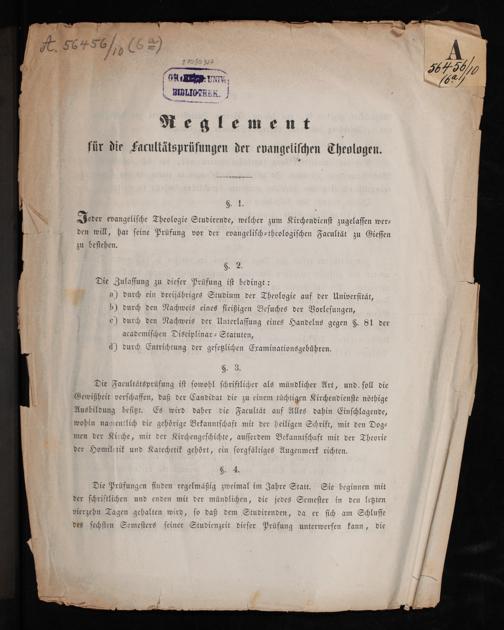 A. 56456/10 (6a)
A
56456/10
(6a)
BIBLIOTHEK.
Reglement
für die Facultätsprüfungen der evangelischen Theologen.
§. 1.
Jeder evangelische Theologie Studirende, welcher zum Kirchendienst zugelassen wer-
den will, hat seine Prüfung vor der evangelisch-theologischen Facultät zu Giessen
zu bestehen.
§. 2.
Die Zulassung zu dieser Prüfung ist bedingt:
a) durch ein dreijähriges Studium der Theologie auf der Universität,
b) durch den Nachweis eines fleißigen Besuches der Vorlesungen,
c) durch den Nachweis der Unterlassung eines Handelns gegen §. 81 der
academischen Disciplinar-Statuten,
d) durch Entrichtung der gesetzlichen Examinationsgebühren.
§. 3.
Die Facultätsprüfung ist sowohl schriftlicher als mündlicher Art, und soll die
Gewißheit verschaffen, daß der Candidat die zu einem tüchtigen Kirchendienste nöthige
Ausbildung besitzt. Es wird daher die Facultät auf Alles dahin Einschlagende,
wohin namentlich die gehörige Bekanntschaft mit der heiligen Schrift, mit den Dog-
men der Kirche, mit der Kirchengeschichte, ausserdem Bekanntschaft mit der Theorie
der Homiletik und Katechetik gehört, ein sorgfältiges Augenmerk richten.
§. 4.
Die Prüfungen finden regelmäßig zweimal im Jahre Statt. Sie beginnen mit
der schriftlichen und enden mit der mündlichen, die jedes Semester in den letzten
vierzehn Tagen gehalten wird, so daß dem Studirenden, da er sich am Schlusse
des sechsten Semesters seiner Studienzeit dieser Prüfung unterwerfen kann, die